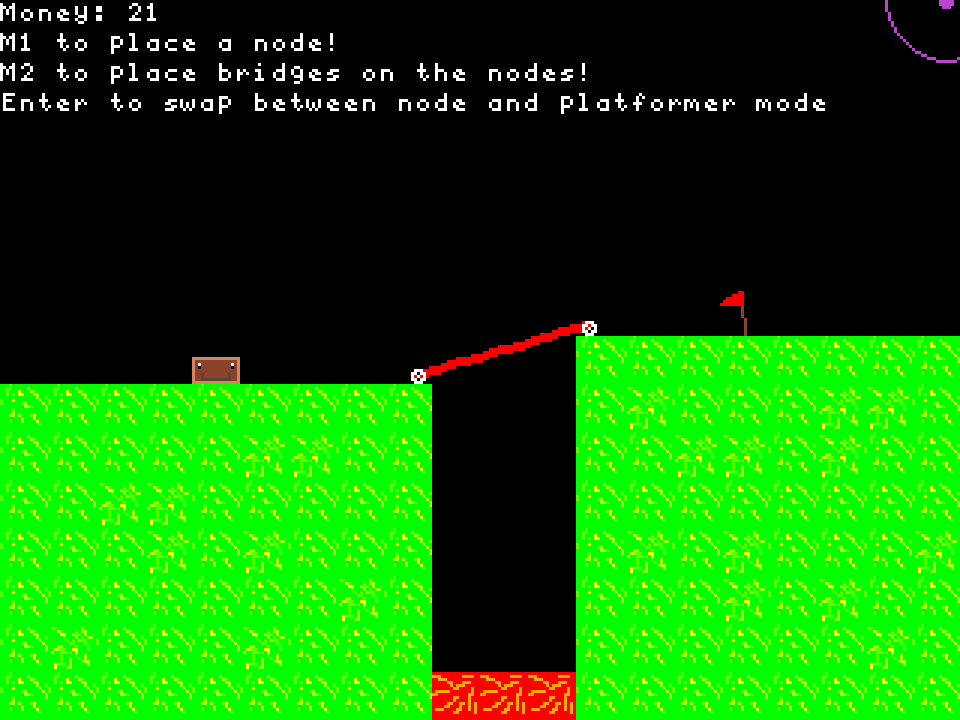 Money: 21
M1 to place a node!
M2 to place bridges on the nodes!
Enter to swap between node and platformer mode